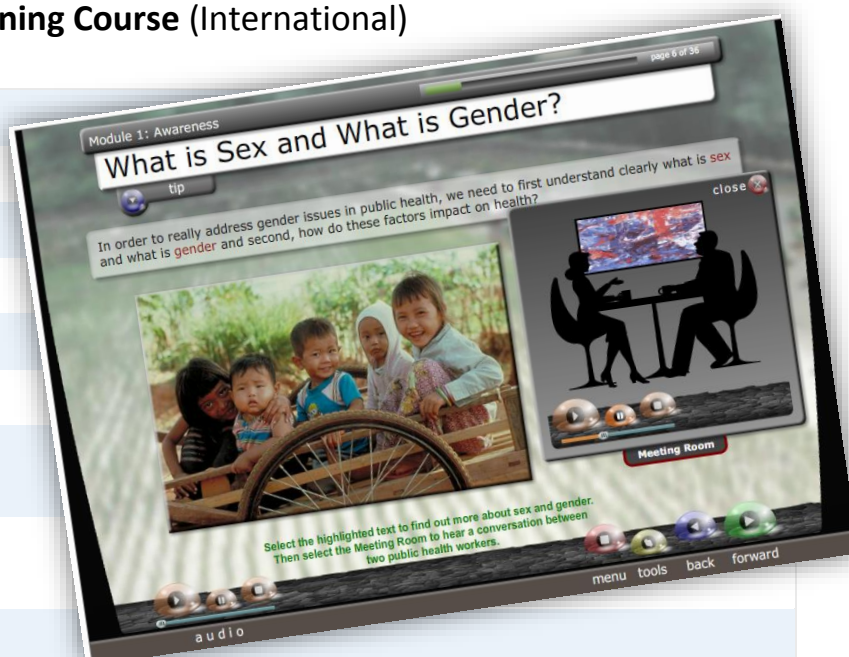 ning Course (International)
page 6 of 36
Module 1: Awareness
What is Sex and What is Gender?
tip
In order to really address gender issues in public health, we need to first understand clearly what is sex
and what is gender and second, how do these factors impact on health?
close
Meeting Room
Select the highlighted text to find out more about sex and gender.
Then select the Meeting Room to hear a conversation between
two public health workers.
audio
menu tools back forward